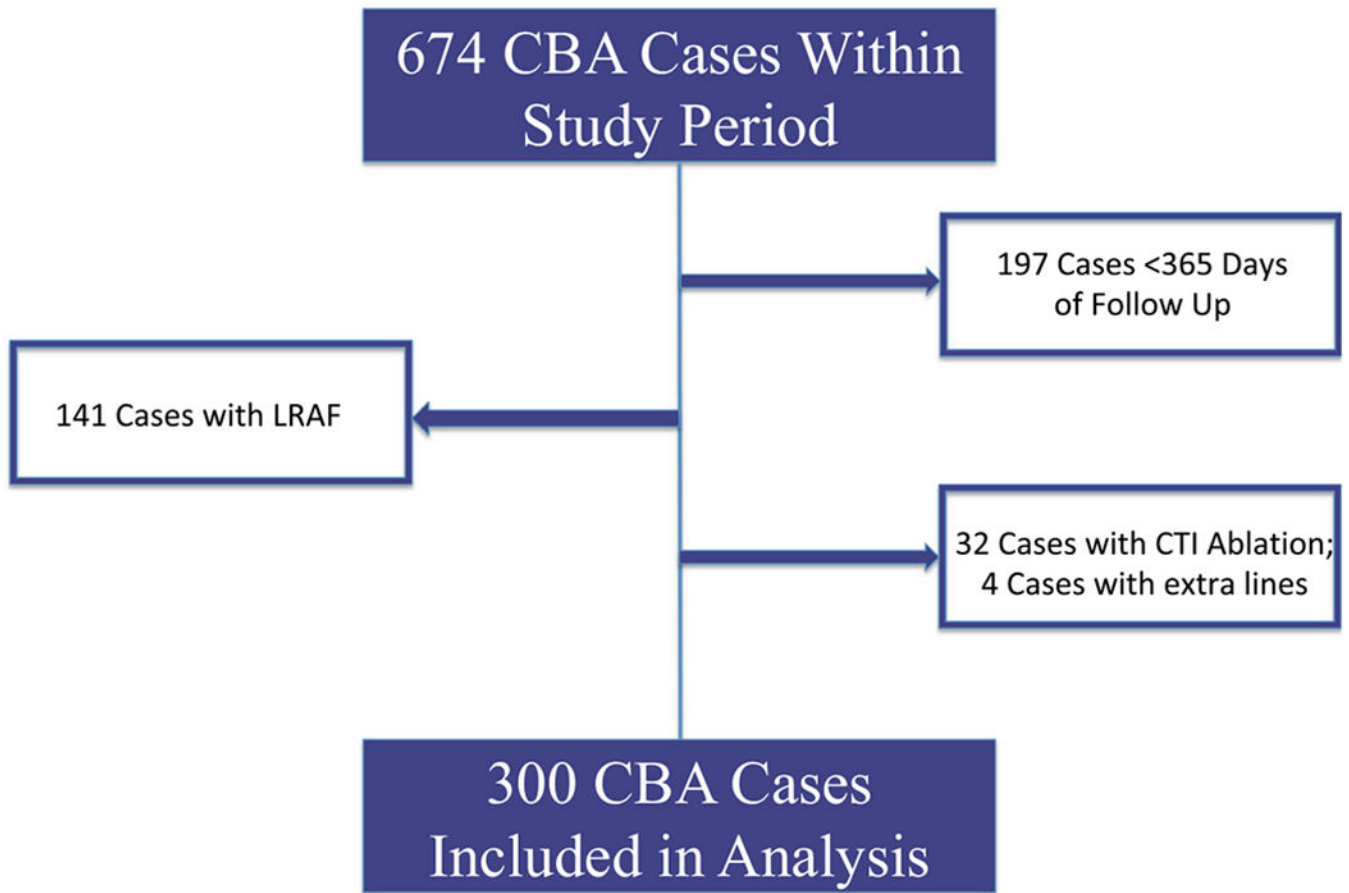 674 CBA Cases Within
Study Period
197 Cases <365 Days
of Follow Up
141 Cases with LRAF
32 Cases with CTI Ablation;
4 Cases with extra lines
300 CBA Cases
Included in Analysis